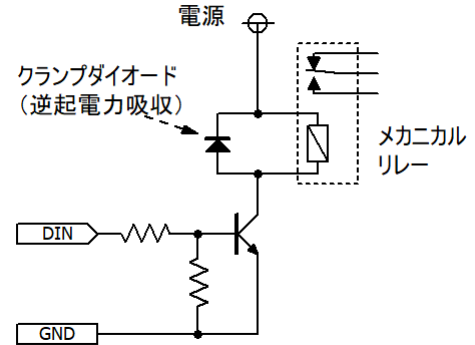 電源
クランプダイオード
（逆起電力吸収）
メカニカル
リレー
DIN
GND